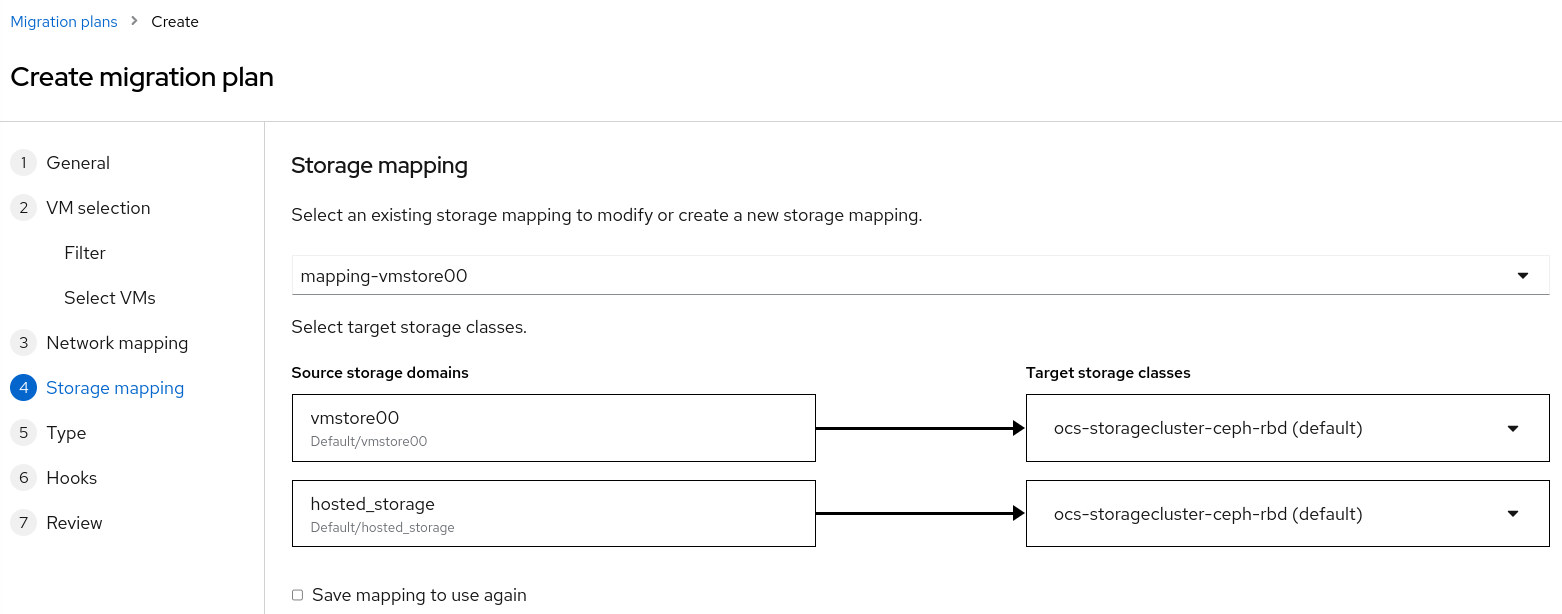 Migration plans > Create
Create migration plan
1 General
2 VM selection
Filter
Select VMs
3 Network mapping
4 Storage mapping
5 Type
6 Hooks
7 Review
Storage mapping
Select an existing storage mapping to modify or create a new storage mapping.
mapping-vmstore00
Select target storage classes.
Source storage domains
Target storage classes
vmstore00
Default/vmstore00
ocs-storagecluster-ceph-rbd (default)
hosted_storage
Default/hosted_storage
ocs-storagecluster-ceph-rbd (default)
Save mapping to use again